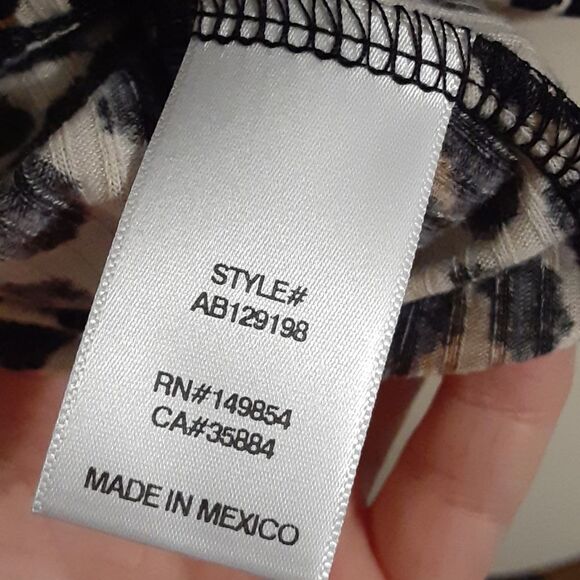 STYLE#
AB129198
RN#149854
CA#35884
MADE IN MEXICO